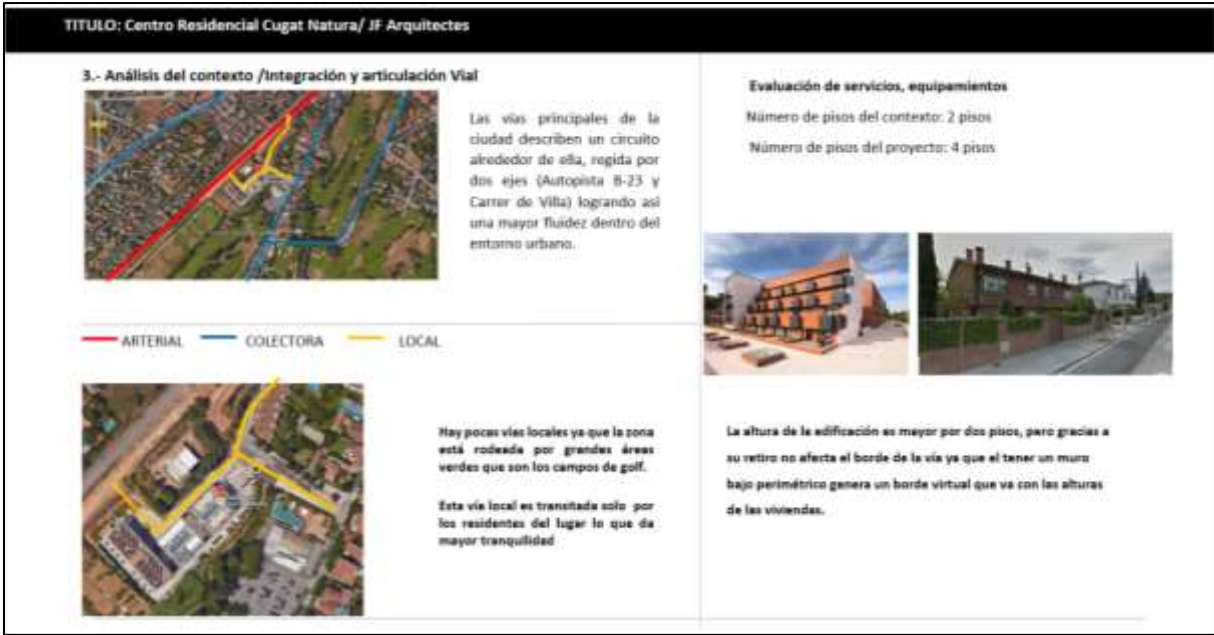 TITULO: Centro Residencial Cugat Natura/ JF Arquitectes
3.- Análisis del contexto /Integración y articulación Vial
Las vías principales de la
ciudad describen un circuito
alrededor de ella, regida por
dos ejes (Autopista B-23 y
Carrer de Villa) logrando así
una mayor fluidez dentro del
entorno urbano.
ARTERIAL COLECTORA LOCAL
Hay pocas vías locales ya que la zona
está rodeada por grandes áreas
verdes que son los campos de golf.
Esta vía local es transitada solo por
los residentes del lugar lo que da
mayor tranquilidad
Evaluación de servicios, equipamientos
Número de pisos del contexto: 2 pisos
Número de pisos del proyecto: 4 pisos
La altura de la edificación es mayor por dos pisos, pero gracias a
su retiro no afecta el borde de la vía ya que el tener un muro
bajo perimétrico genera un borde virtual que va con las alturas
de las viviendas.